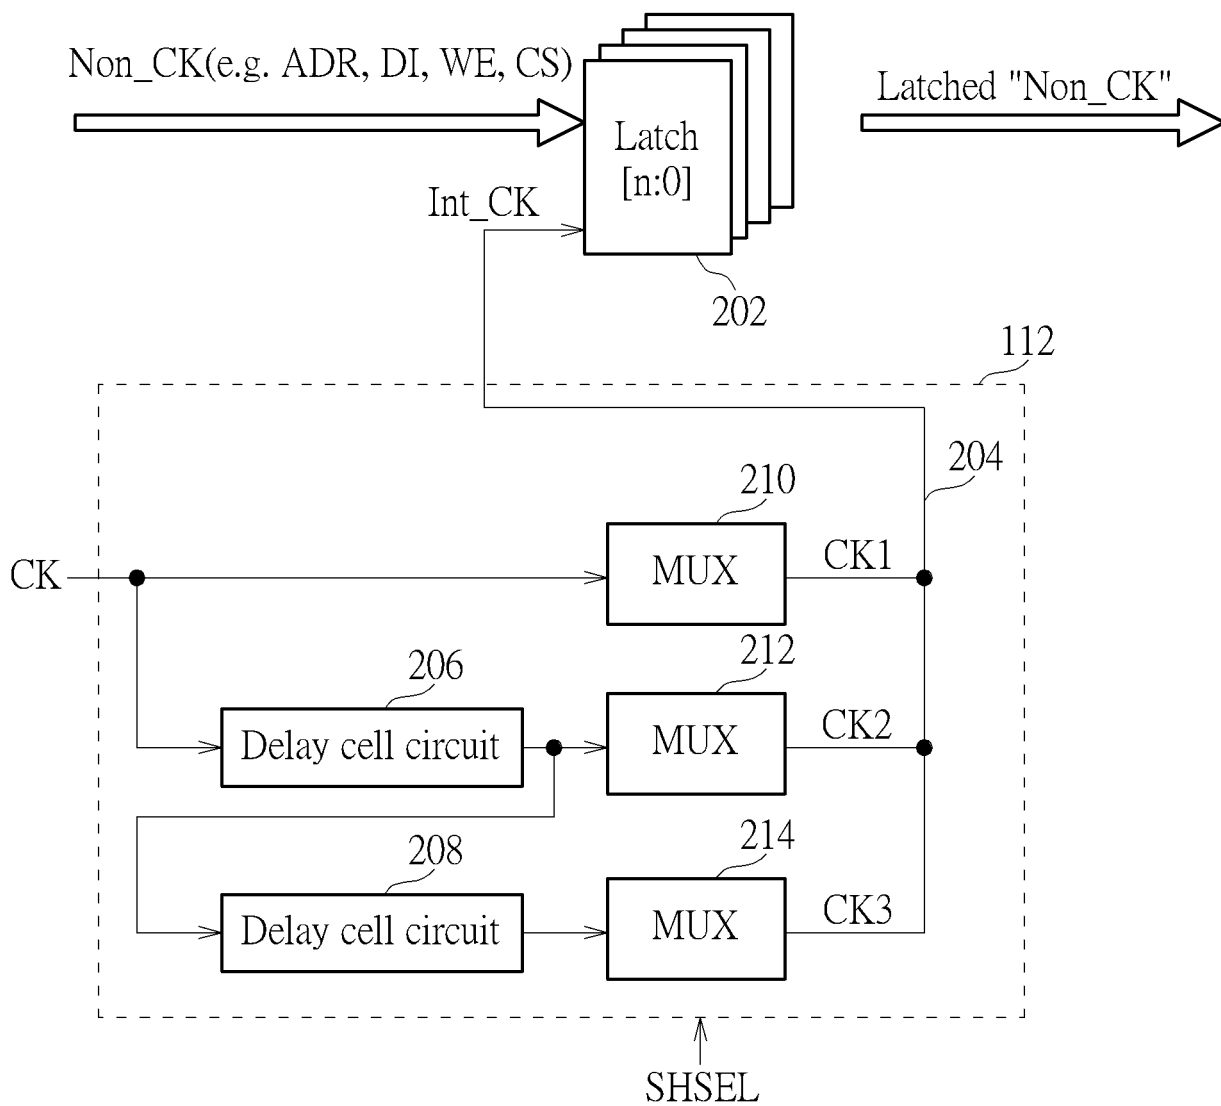 Non_CK(e.g. ADR, DI, WE, CS)
Latched "Non_CK"
Latch
[n:0]
Int_CK
202
112
204
210
MUX
CK1
CK
206
212
Delay cell circuit
MUX
CK2
208
214
Delay cell circuit
MUX
CK3
SHSEL